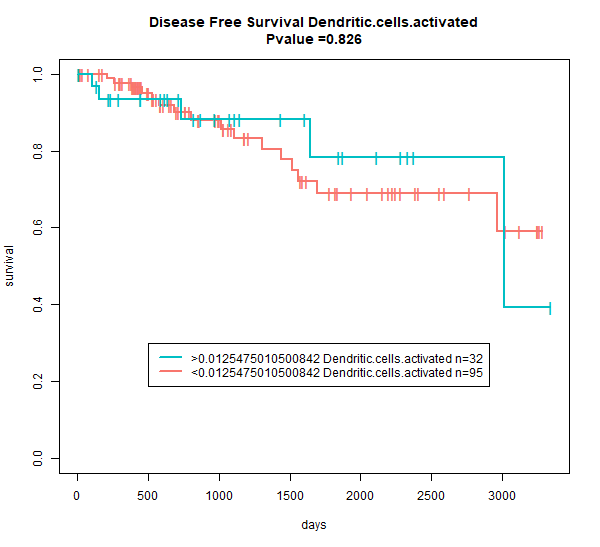 Disease Free Survival Dendritic.cells.activated
Pvalue =0.826
1.0
0.8
0.6
0.4
0.2
0.0
survival
>0.0125475010500842 Dendritic.cells.activated n=32
<0.0125475010500842 Dendritic.cells.activated n=95
0 500 1000 1500 2000 2500 3000
days